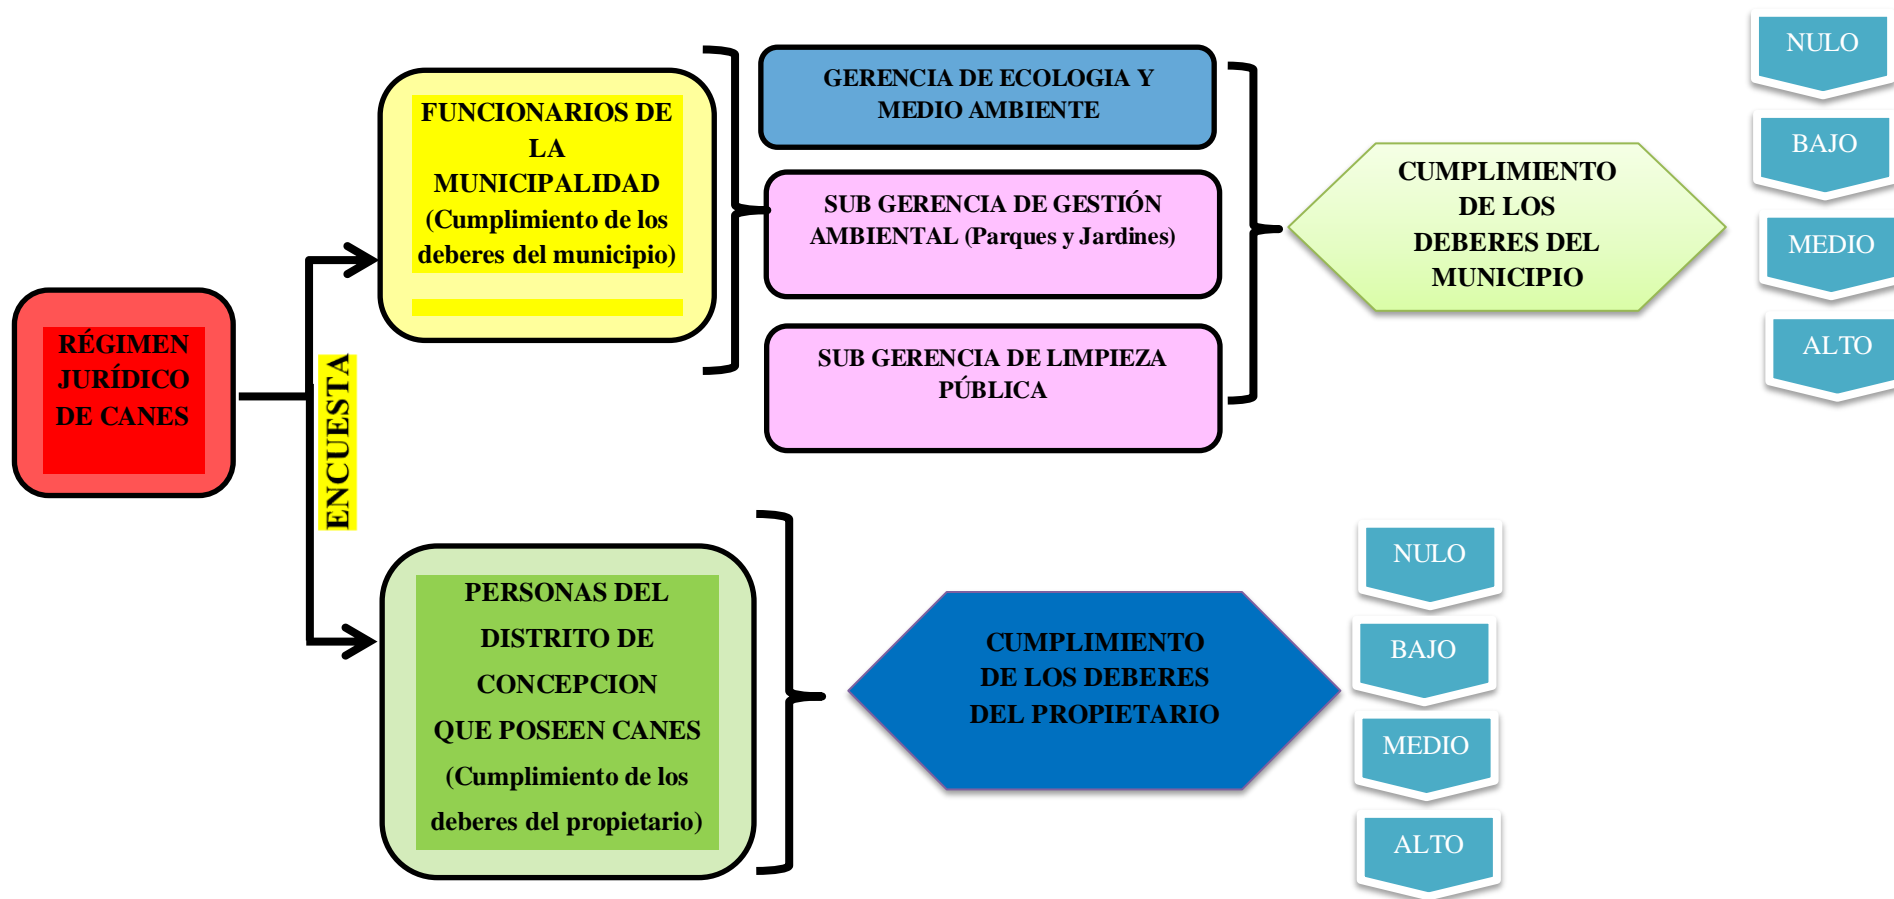 RÉGIMEN
JURÍDICO
DE CANES
ENCUESTA
FUNCIONARIOS DE
LA
MUNICIPALIDAD
(Cumplimiento de los
deberes del municipio)
GERENCIA DE ECOLOGIA Y
MEDIO AMBIENTE
SUB GERENCIA DE GESTIÓN
AMBIENTAL (Parques y Jardines)
SUB GERENCIA DE LIMPIEZA
PÚBLICA
CUMPLIMIENTO
DE LOS
DEBERES DEL
MUNICIPIO
NULO
BAJO
MEDIO
ALTO
PERSONAS DEL
DISTRITO DE
CONCEPCION
QUE POSEEN CANES
(Cumplimiento de los
deberes del propietario)
CUMPLIMIENTO
DE LOS DEBERES
DEL PROPIETARIO
NULO
BAJO
MEDIO
ALTO